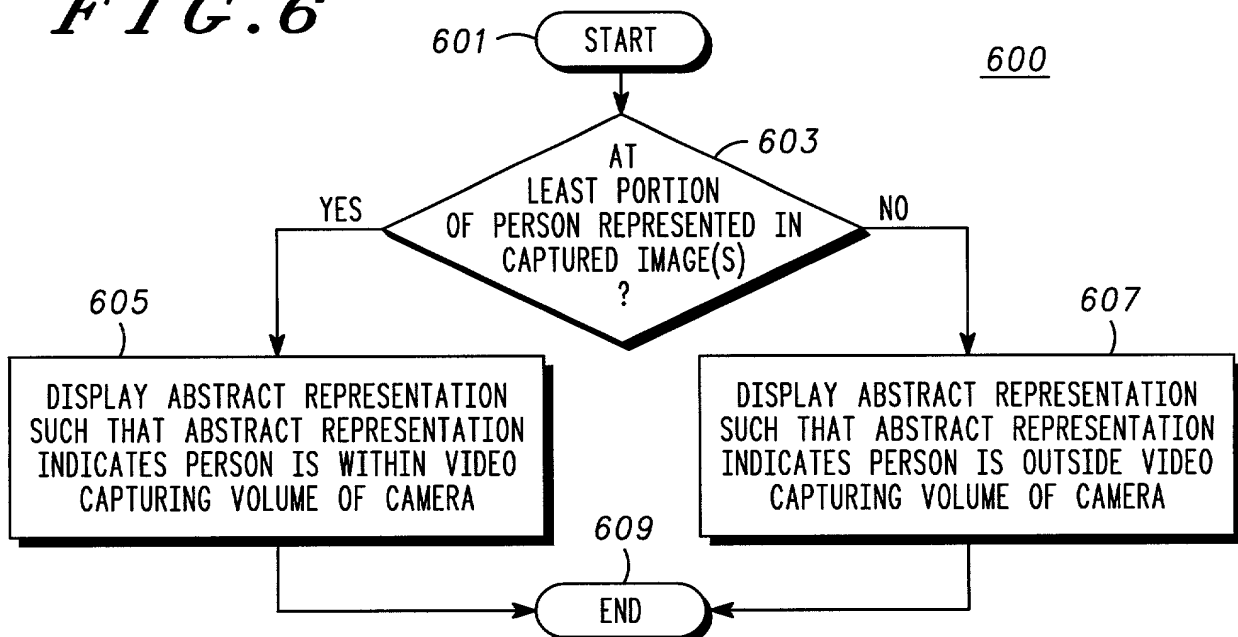 FIG.6
601
START
600
603
AT
LEAST PORTION
OF PERSON REPRESENTED IN
CAPTURED IMAGE(S)
?
YES
NO
605
DISPLAY ABSTRACT REPRESENTATION
SUCH THAT ABSTRACT REPRESENTATION
INDICATES PERSON IS WITHIN VIDEO
CAPTURING VOLUME OF CAMERA
607
DISPLAY ABSTRACT REPRESENTATION
SUCH THAT ABSTRACT REPRESENTATION
INDICATES PERSON IS OUTSIDE VIDEO
CAPTURING VOLUME OF CAMERA
609
END